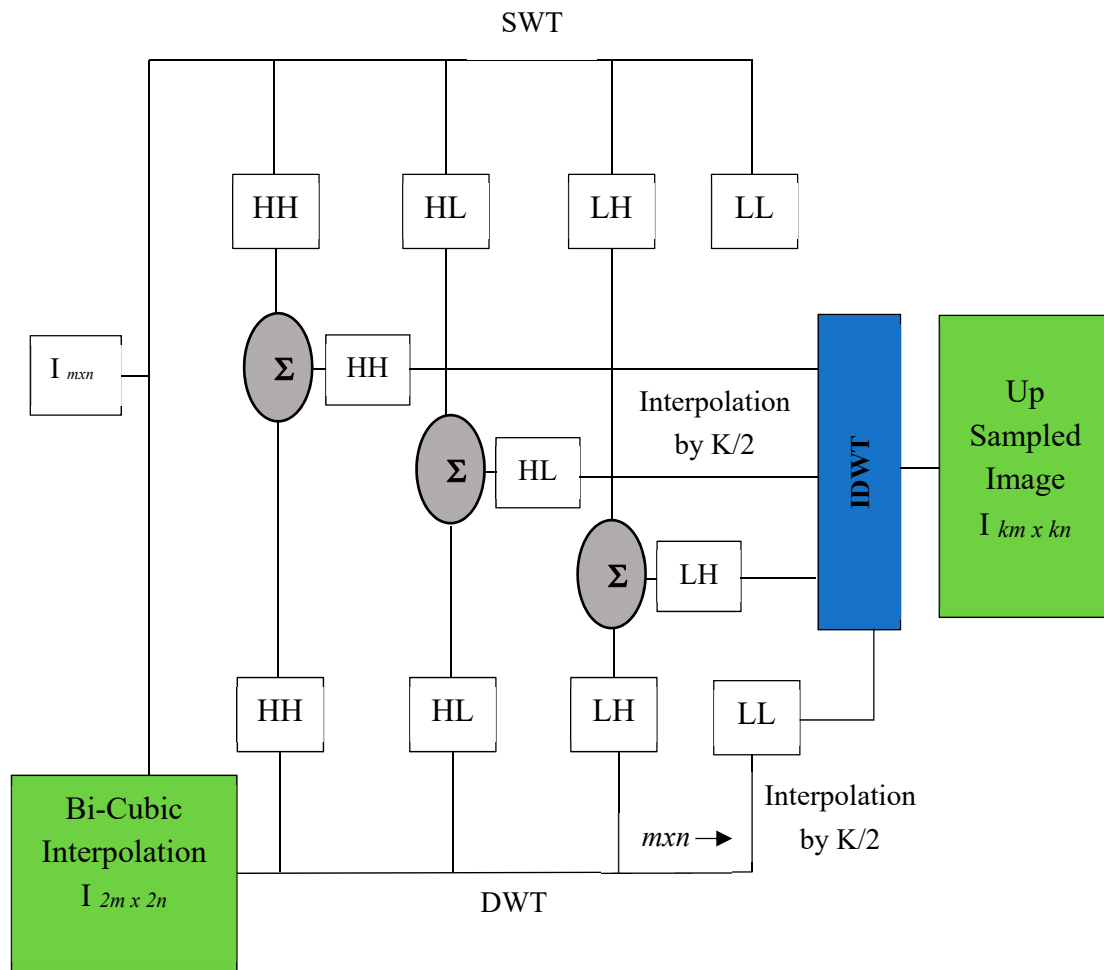 SWT
HH
HL
LH
LL
I mxn
Σ
HH
Interpolation
by K/2
Σ
HL
Σ
LH
IDWT
Up
Sampled
Image
I km x kn
HH
HL
LH
LL
Bi-Cubic
Interpolation
I 2m x 2n
mxn
Interpolation
by K/2
DWT